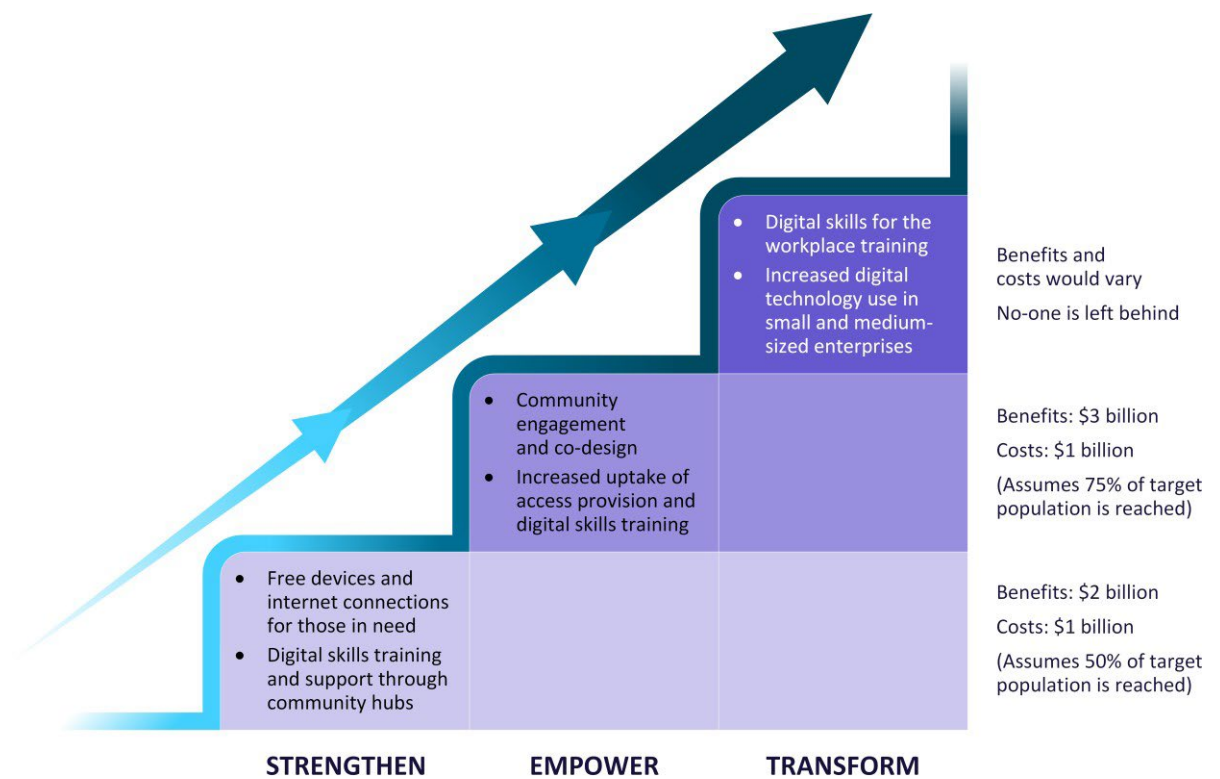 • Digital skills for the
workplace training
• Increased digital
technology use in
small and medium-
sized enterprises
Benefits and
costs would vary
No-one is left behind
• Community
engagement
and co-design
• Increased uptake of
access provision and
digital skills training
Benefits: $3 billion
Costs: $1 billion
(Assumes 75% of target
population is reached)
• Free devices and
internet connections
for those in need
• Digital skills training
and support through
community hubs
Benefits: $2 billion
Costs: $1 billion
(Assumes 50% of target
population is reached)
STRENGTHEN
EMPOWER
TRANSFORM